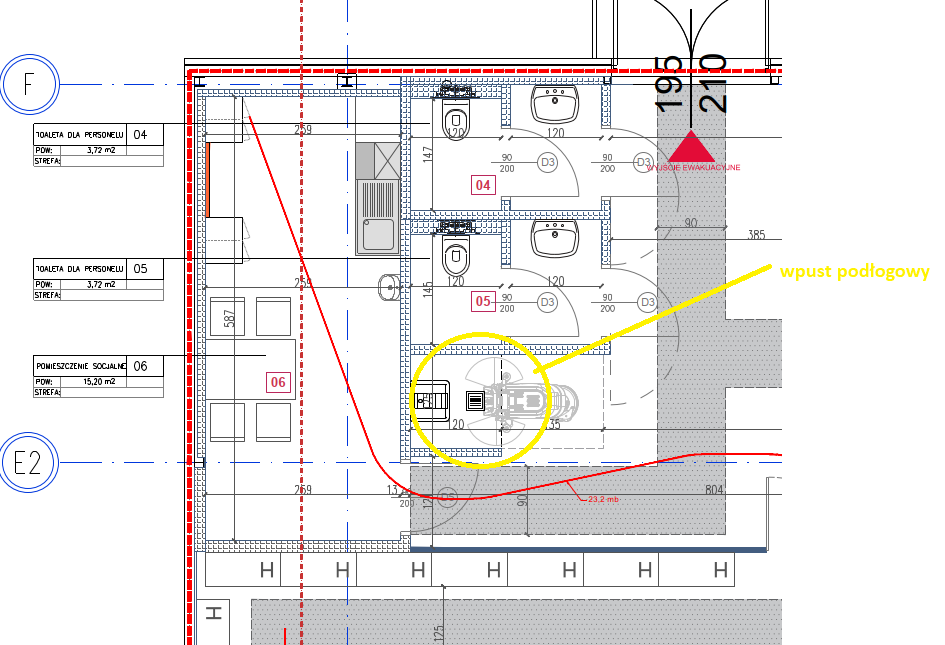 195
210
F
TOALETA DLA PERSONELU 04
POW: 3,72 m2
STREFA:
259
120
120
147
90
200
D3
90
200
D3
WYJŚCIE EWAKUACYJNE
04
90
385
TOALETA DLA PERSONELU 05
POW: 3,72 m2
STREFA:
wpust podłogowy
259
120
120
145
05
90
200
D3
90
200
D3
587
POMIESZCZENIE SOCJALNE 06
POW: 15,20 m2
STREFA:
06
120
135
E2
259
13
200
90
804
23,2 mb
H
H
H
H
H
H
H
H
125